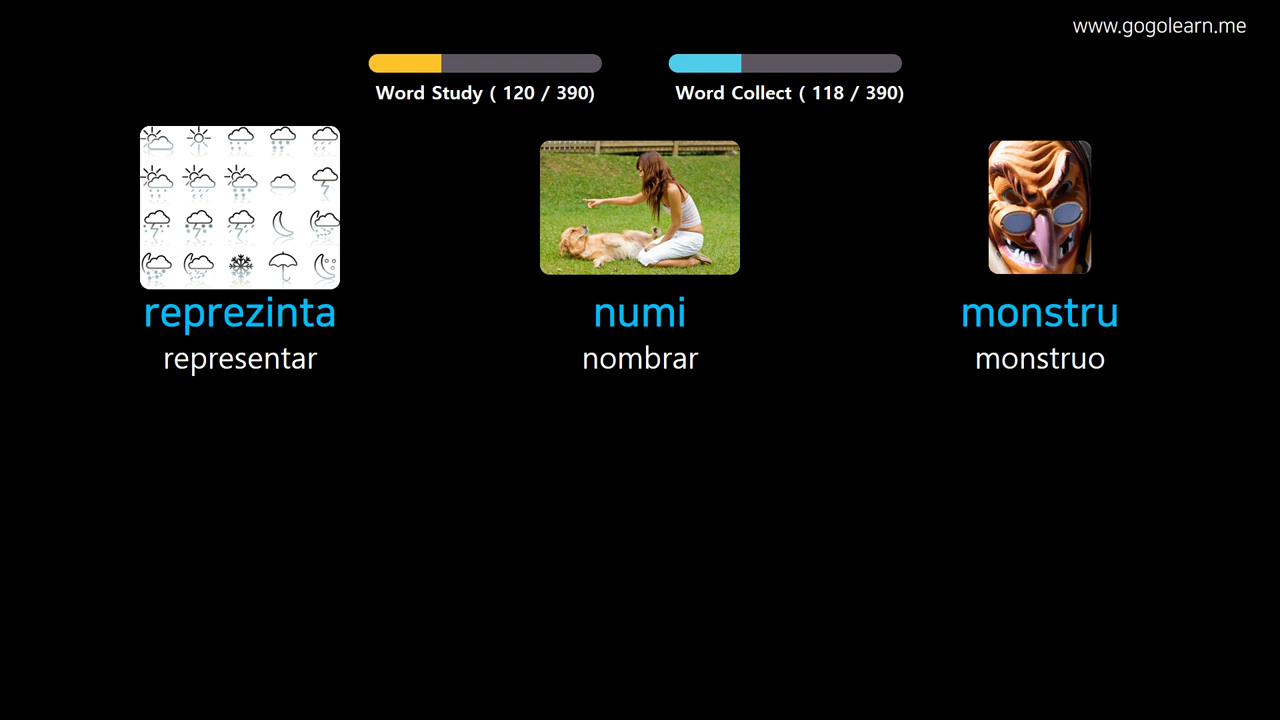 www.gogolearn.me
Word Study ( 120 / 390)
Word Collect ( 118 / 390)
reprezinta
numi
monstru
representar
nombrar
monstruo